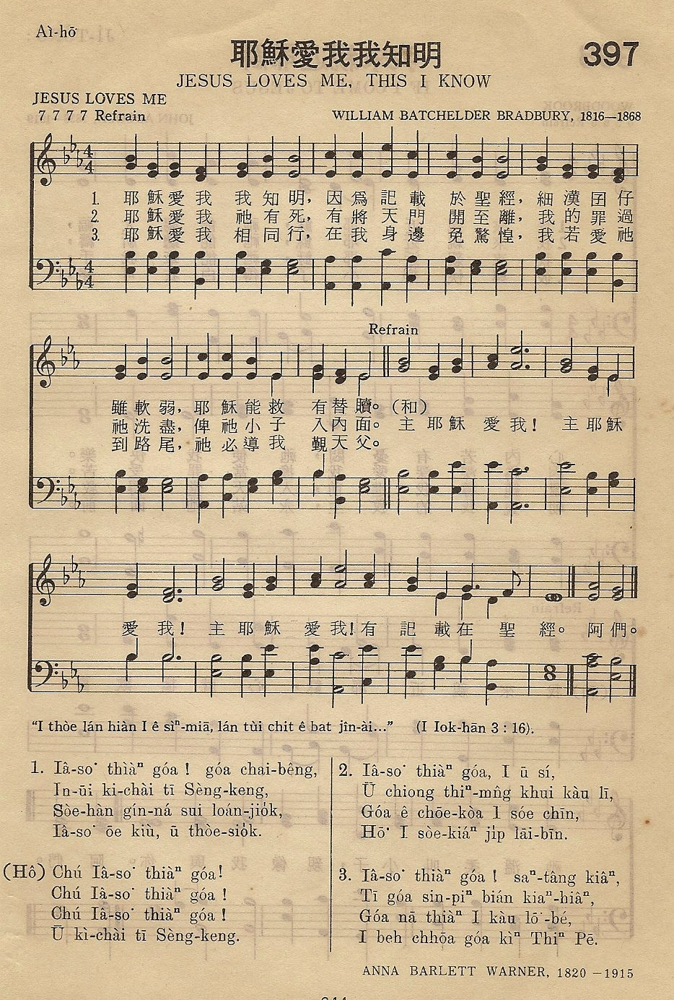 Aì-hō͘
耶穌愛我我知明
397
JESUS LOVES ME, THIS I KNOW
JESUS LOVES ME
7 7 7 7 Refrain
WILLIAM BATCHELDER BRADBURY, 1816—1868
1. 耶穌愛我 我知明，因為記載 於聖經，細漢囝仔
2. 耶穌愛我 祂有死，有將天門 開至離，我的罪過
3. 耶穌愛我 相同行，在我身邊 免驚惶，我若愛祂
Refrain
雖軟弱，耶穌能救 有替贖。（和）
祂洗盡，俾祂小子 入內面。 主耶穌 愛我！ 主耶穌
到路尾，祂必導我 覲天父。
愛我！ 主耶穌 愛我！有 記載在 聖 經。 阿們。
“I thòe lán hiàn I ê sìⁿ-miā, lán tùi chit ê bat jîn-ài...” (I Iok-hān 3 : 16).
1. Iâ-so͘ thìàⁿ góa ! góa chai-bêng,
In-ūi ki-chài tī Sèng-keng,
Sòe-hàn gín-ná sui loán-jio̍k,
Iâ-so͘ ōe kiù, ū thòe-sio̍k.
(Hô) Chú Iâ-so͘ thiàⁿ góa!
Chú Iâ-so͘ thiàⁿ góa !
Chú Iâ-so͘ thiàⁿ góa !
Ū kì-chài tī Sèng-keng.
2. Iâ-so͘ thiàⁿ góa, I ū sí,
Ū chiong thiⁿ-mn̂g khui kàu lī,
Góa ê chōe-kòa I sóe chīn,
Hō͘ I sòe-kiáⁿ ji̍p lāi-bīn.
3. Iâ-so͘ thiàⁿ góa ! saⁿ-tâng kiâⁿ,
Tī góa sin-piⁿ bián kiaⁿ-hiâⁿ,
Góa nā thiàⁿ I kàu lō͘-bé,
I beh chhōa góa kìⁿ Thiⁿ Pē.
ANNA BARLETT WARNER, 1820 —1915